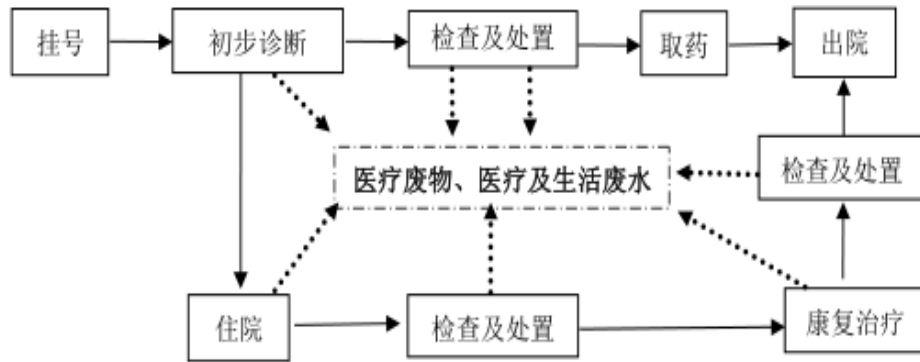 挂号
初步诊断
检查及处置
取药
出院
医疗废物、医疗及生活废水
检查及处置
住院
检查及处置
康复治疗